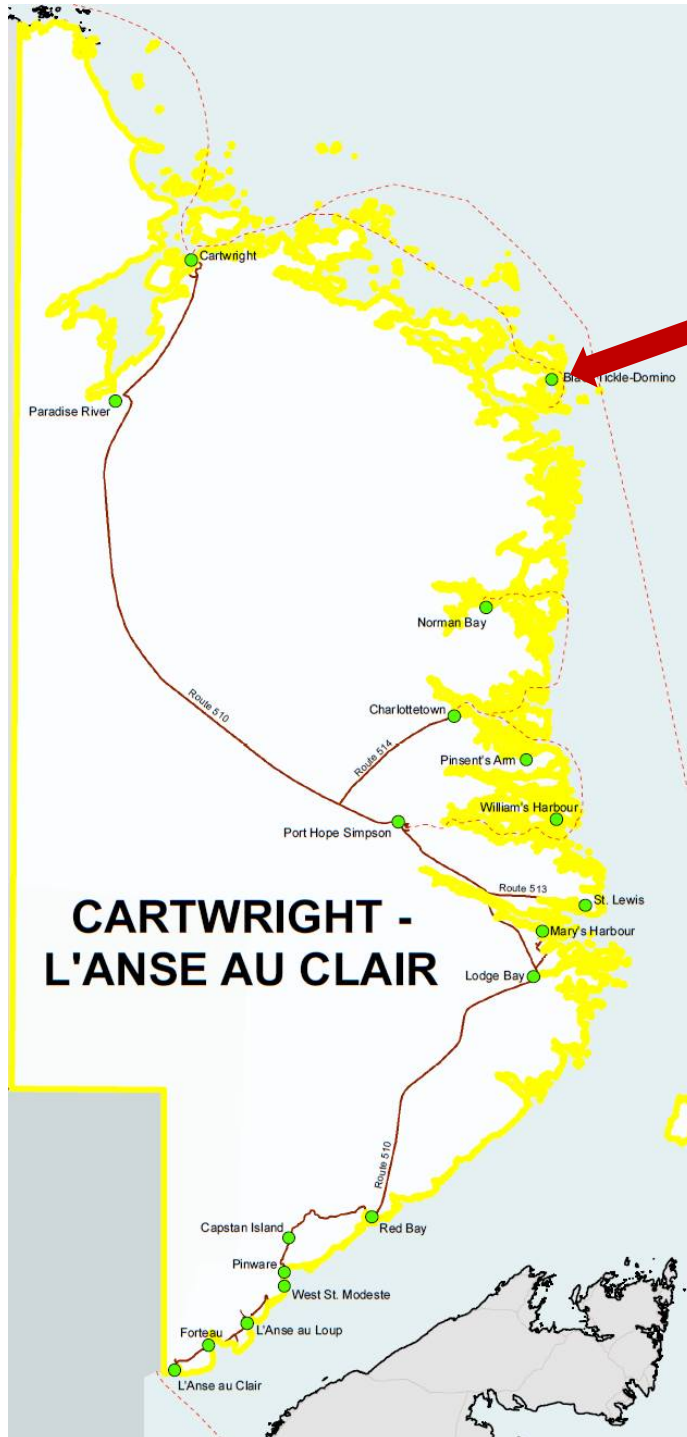 Cartwright
Tickle-Domino
Paradise River
Norman Bay
Route 510
Charlottetown
Route 514
Pinsent's Arm
William's Harbour
Port Hope Simpson
Route 513
St. Lewis
CARTWRIGHT -
L'ANSE AU CLAIR
Mary's Harbour
Lodge Bay
Route 510
Red Bay
Capstan Island
Pinware
West St. Modeste
L'Anse au Loup
Forteau
L'Anse au Clair